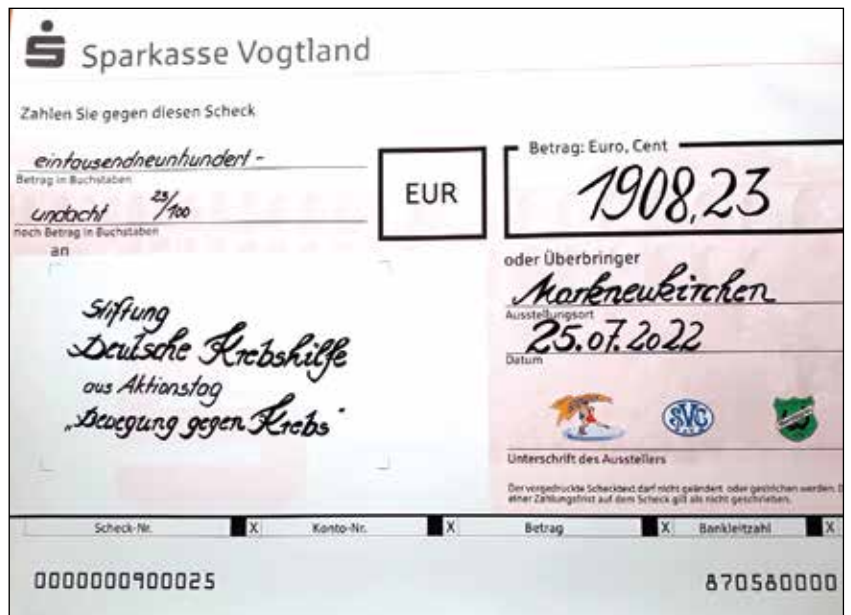 Sparkasse Vogtland
Zahlen Sie gegen diesen Scheck
eintausendneunhundert-
Betrag in Buchstaben
undacht 23/100
noch Betrag in Buchstaben
an
EUR
Betrag: Euro, Cent
1908,23
oder Überbringer
Markneukirchen
Ausstellungsort
25.07.2022
Datum
Stiftung
Deutsche Krebshilfe
aus Aktionstag
„Bewegung gegen Krebs"
SVC
Unterschrift des Ausstellers
Der vorgedruckte Schecktext darf nicht geändert oder gestrichen werden. D
einer Zahlungsfrist auf dem Scheck gilt als nicht geschrieben.
Scheck-Nr. X Konto-Nr. X Betrag X Bankleitzahl X
0000000900025 870580000